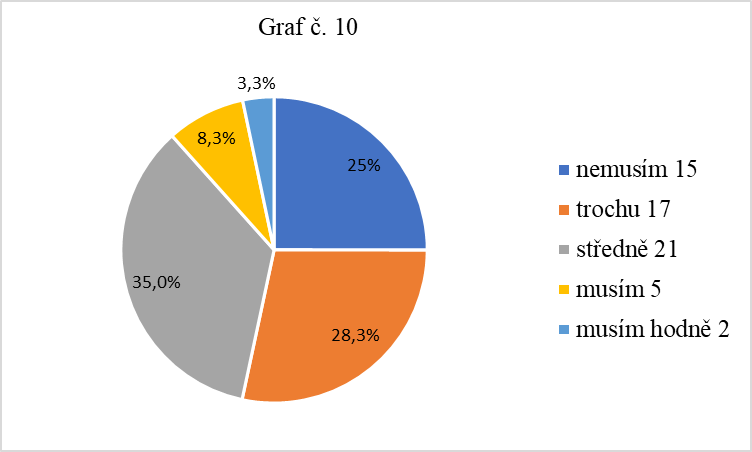 Graf č. 10
3,3%
8,3%
25%
35,0%
28,3%
nemusím 15
trochu 17
středně 21
musím 5
musím hodně 2